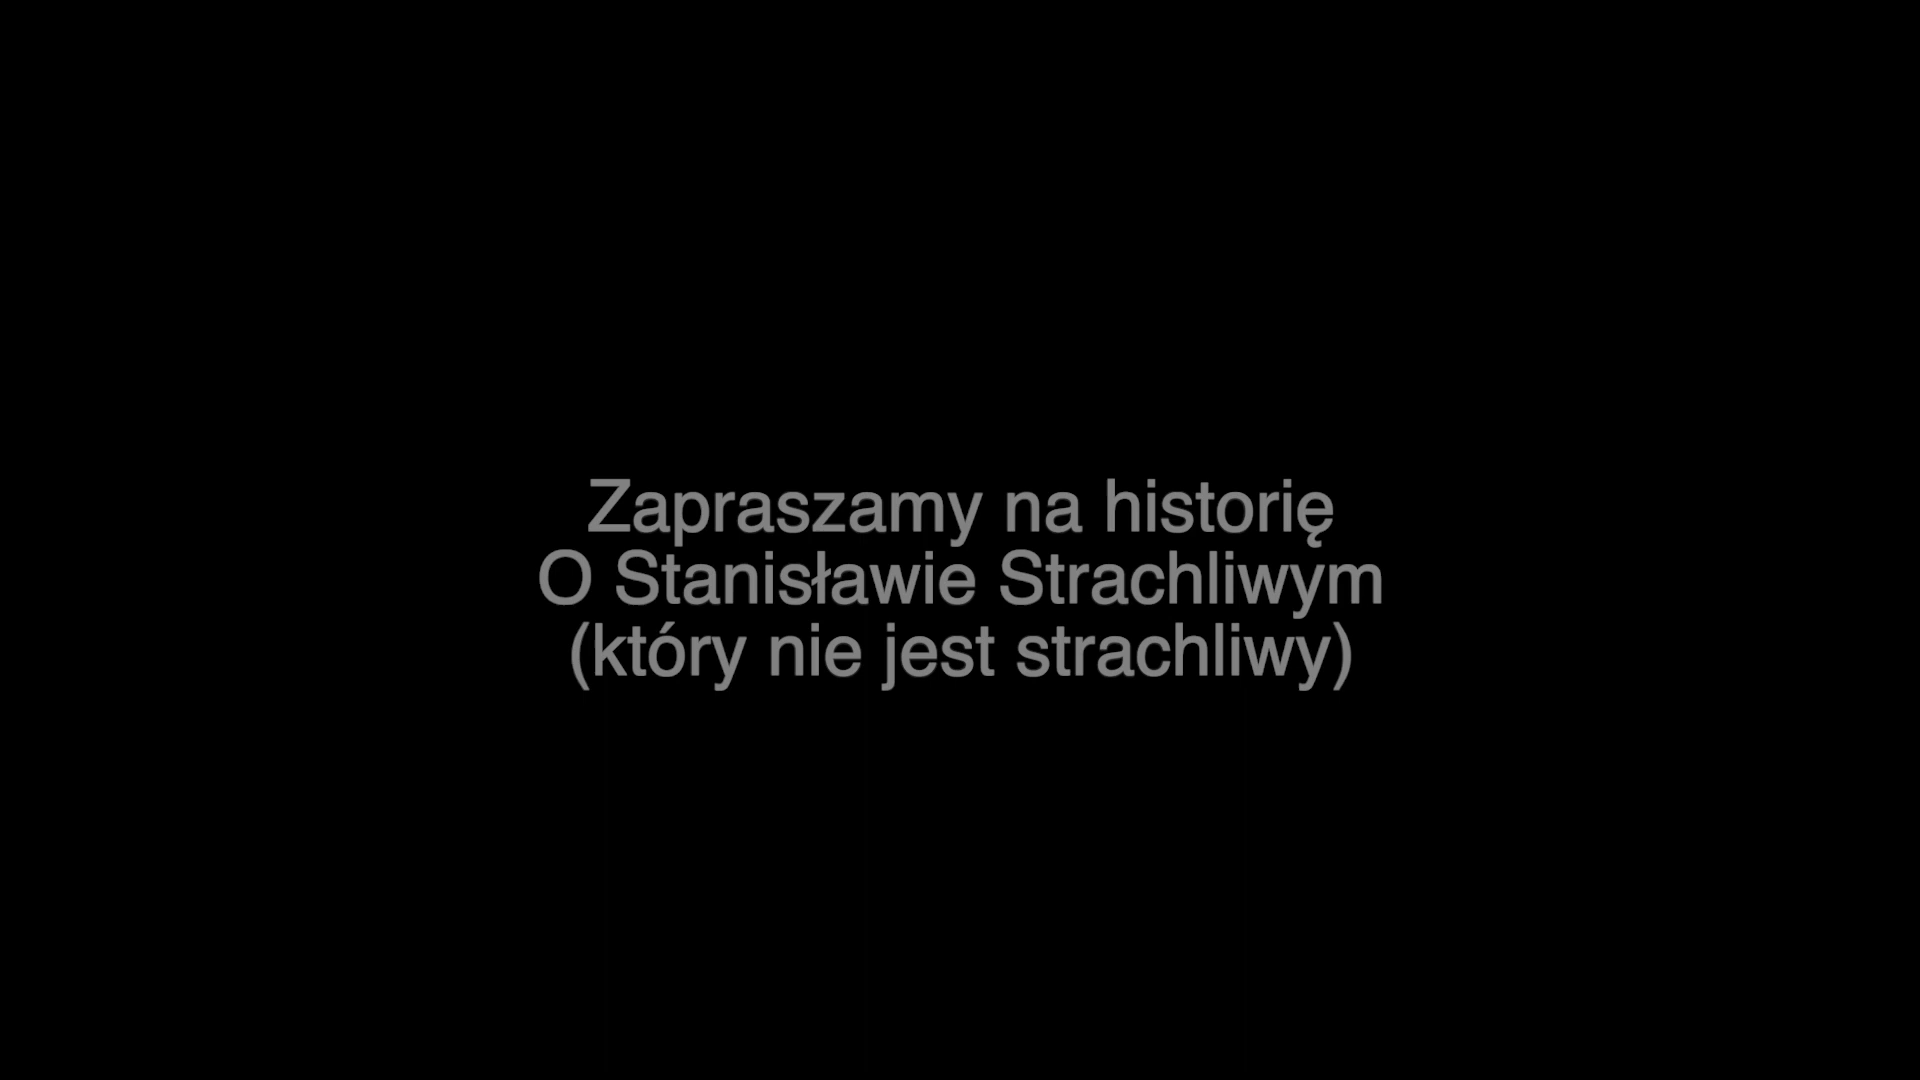 Zapraszamy na historię
O Stanisławie Strachliwym
(który nie jest strachliwy)